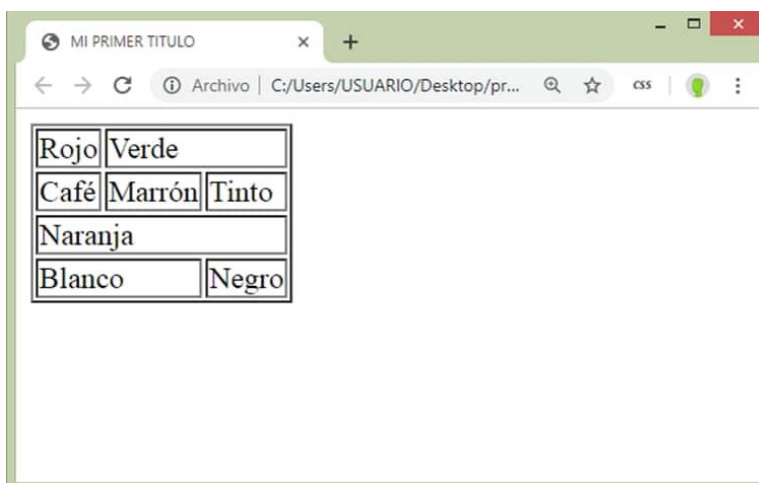 MI PRIMER TITULO
Archivo | C:/Users/USUARIO/Desktop/pr... css
Rojo Verde
Café Marrón Tinto
Naranja
Blanco Negro